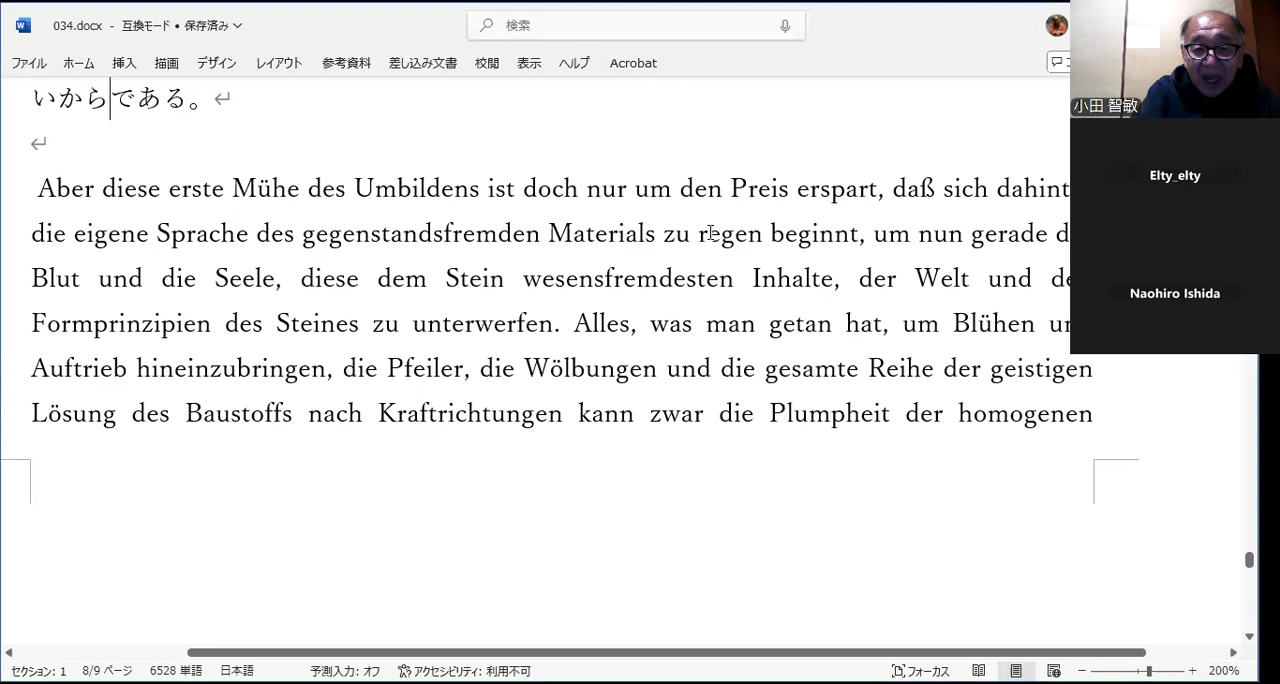 034.docx - 互換モード • 保存済み
検索
ファイル ホーム 挿入 描画 デザイン レイアウト 参考資料 差し込み文書 校閲 表示 ヘルプ Acrobat
小田 智敏
Elty_elty
Naohiro Ishida
いからである。
Aber diese erste Mühe des Umbildens ist doch nur um den Preis erspart, daß sich dahint
die eigene Sprache des gegenstandsfremden Materials zu regen beginnt, um nun gerade d
Blut und die Seele, diese dem Stein wesensfremdesten Inhalte, der Welt und de
Formprinzipien des Steines zu unterwerfen. Alles, was man getan hat, um Blühen un
Auftrieb hineinzubringen, die Pfeiler, die Wölbungen und die gesamte Reihe der geistigen
Lösung des Baustoffs nach Kraftrichtungen kann zwar die Plumpheit der homogenen
セクション: 1 8/9 ページ 6528 単語 日本語 予測入力: オフ アクセシビリティ: 利用不可 フォーカス 200%